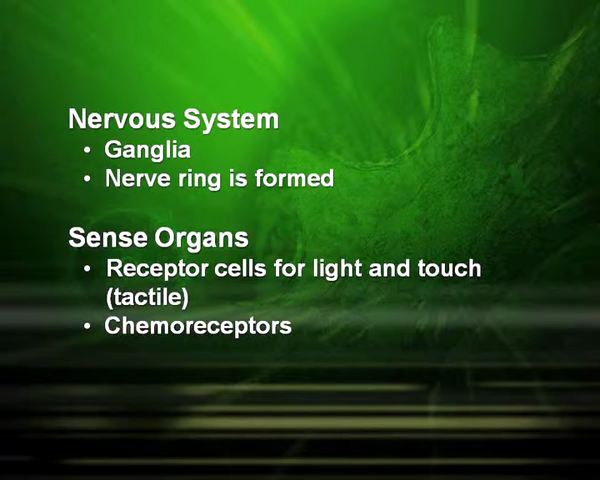 Nervous System
• Ganglia
• Nerve ring is formed
Sense Organs
• Receptor cells for light and touch
(tactile)
• Chemoreceptors